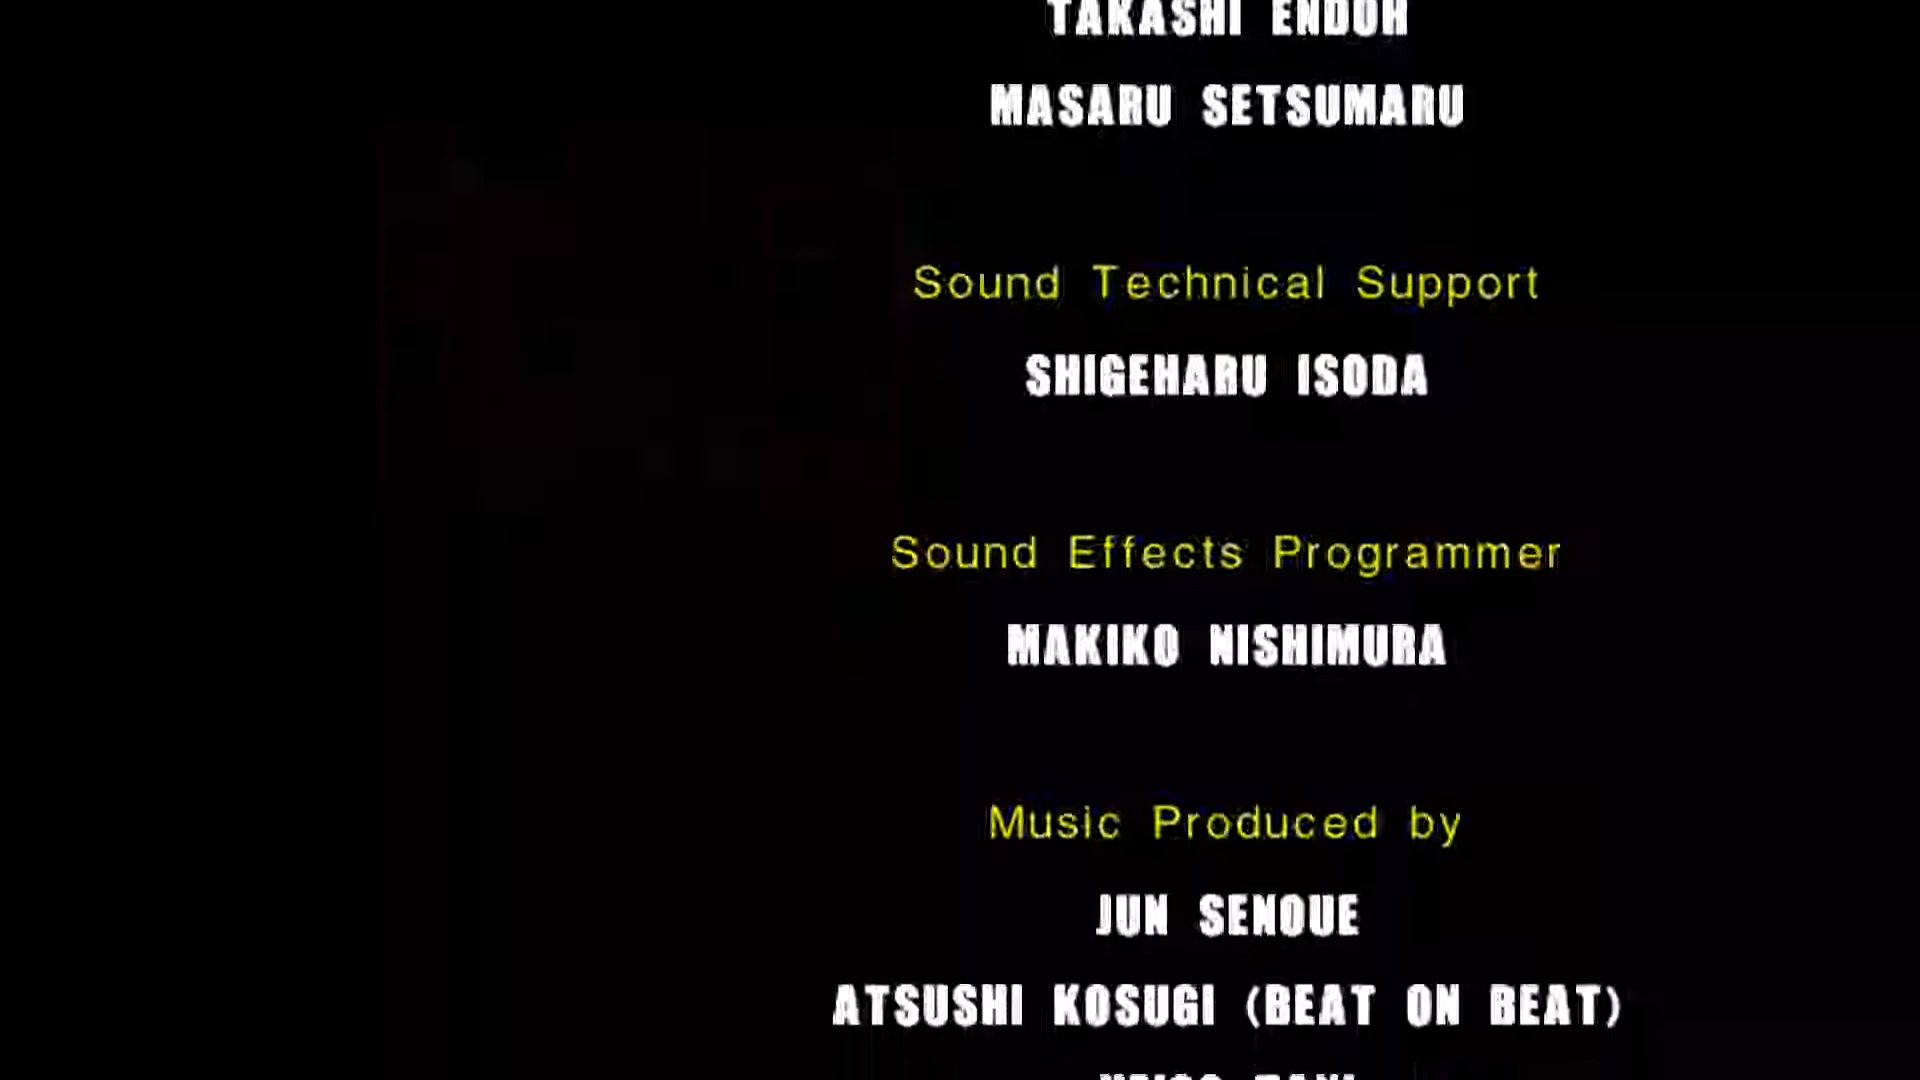 TAKASHI ENDOH
MASARU SETSUMARU
Sound Technical Support
SHIGEHARU ISODA
Sound Effects Programmer
MAKIKO NISHIMURA
Music Produced by
JUN SENOUE
ATSUSHI KOSUGI (BEAT ON BEAT)